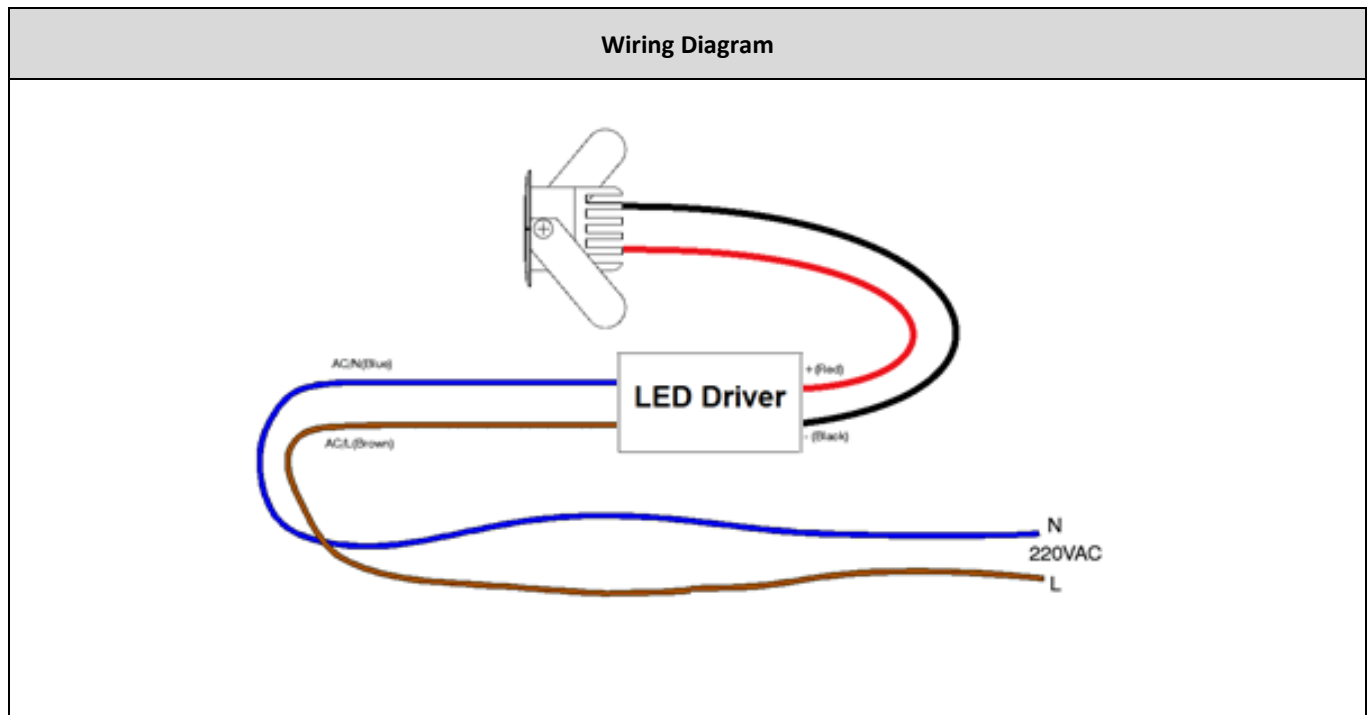 Wiring Diagram
AC/N(Blue)
+(Red)
LED Driver
AC/L(Brown)
- (Black)
N
220VAC
L